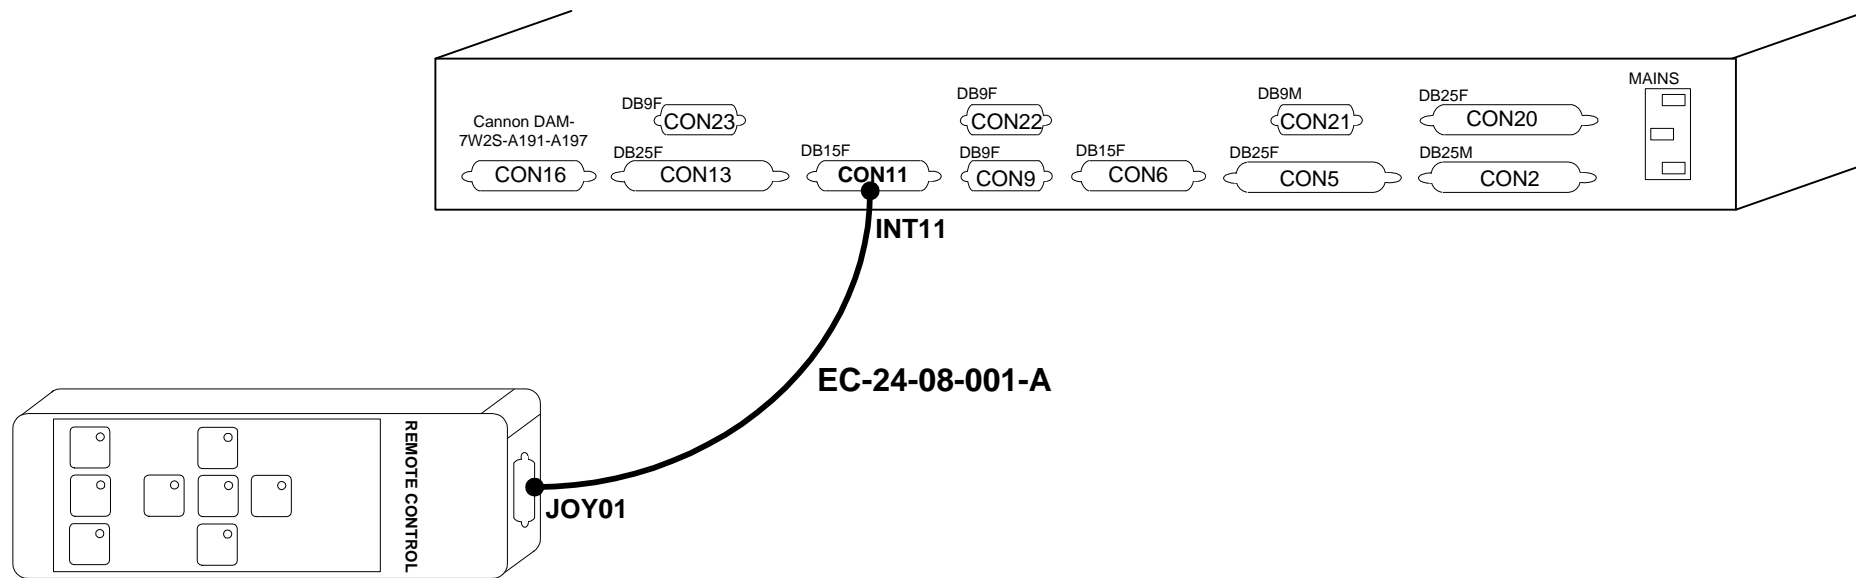 MAINS
DB9F
CON23
DB9F
CON22
DB9M
CON21
DB25F
CON20
Cannon DAM-
7W2S-A191-A197
CON16
DB25F
CON13
DB15F
CON11
DB9F
CON9
DB15F
CON6
DB25F
CON5
DB25M
CON2
INT11
EC-24-08-001-A
REMOTE CONTROL
JOY01